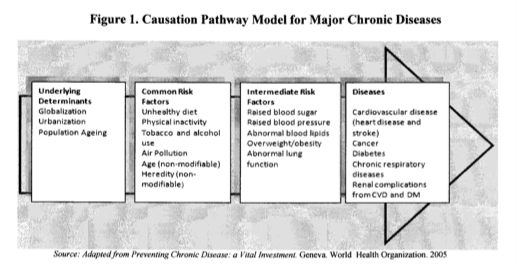 Figure 1. Causation Pathway Model for Major Chronic Diseases
Underlying
Determinants
Globalization
Urbanization
Population Ageing
Common Risk
Factors
Unhealthy diet
Physical inactivity
Tobacco and alcohol
use
Air Pollution
Age (non-modifiable)
Heredity (non-
modifiable)
Intermediate Risk
Factors
Raised blood sugar
Raised blood pressure
Abnormal blood lipids
Overweight/obesity
Abnormal lung
function
Diseases
Cardiovascular disease
(heart disease and
stroke)
Cancer
Diabetes
Chronic respiratory
diseases
Renal complications
from CVD and DM
Source: Adapted from Preventing Chronic Disease: a Vital Investment. Geneva. World Health Organization. 2005